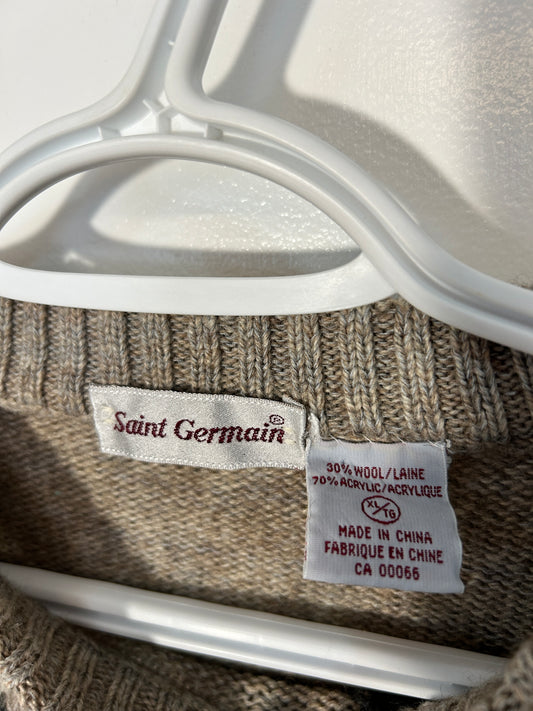 Saint Germain
30% WOOL/LAINE
70% ACRYLIC/ACRYLIQUE
XL/TG
MADE IN CHINA
FABRIQUE EN CHINE
CA 00066